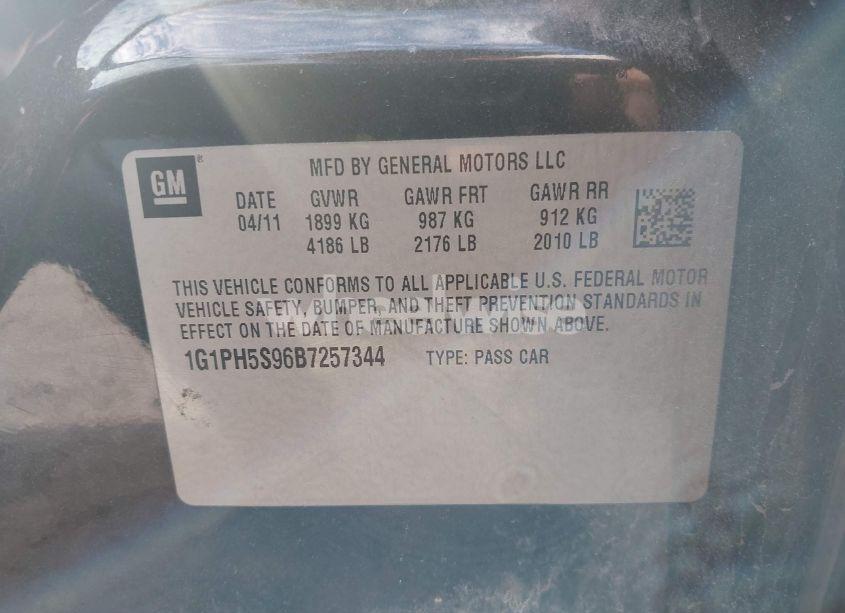 GM
MFD BY GENERAL MOTORS LLC
DATE GVWR GAWR FRT GAWR RR
04/11 1899 KG 987 KG 912 KG
4186 LB 2176 LB 2010 LB
THIS VEHICLE CONFORMS TO ALL APPLICABLE U.S. FEDERAL MOTOR
VEHICLE SAFETY, BUMPER, AND THEFT PREVENTION STANDARDS IN
EFFECT ON THE DATE OF MANUFACTURE SHOWN ABOVE.
1G1PH5S96B7257344 TYPE: PASS CAR